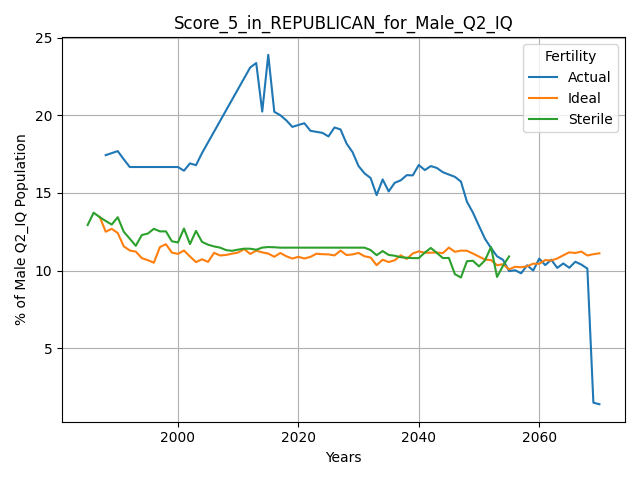 Score_5_in_REPUBLICAN_for_Male_Q2_IQ
% of Male Q2_IQ Population
25
20
15
10
5
Fertility
Actual
Ideal
Sterile
2000 2020 2040 2060
Years